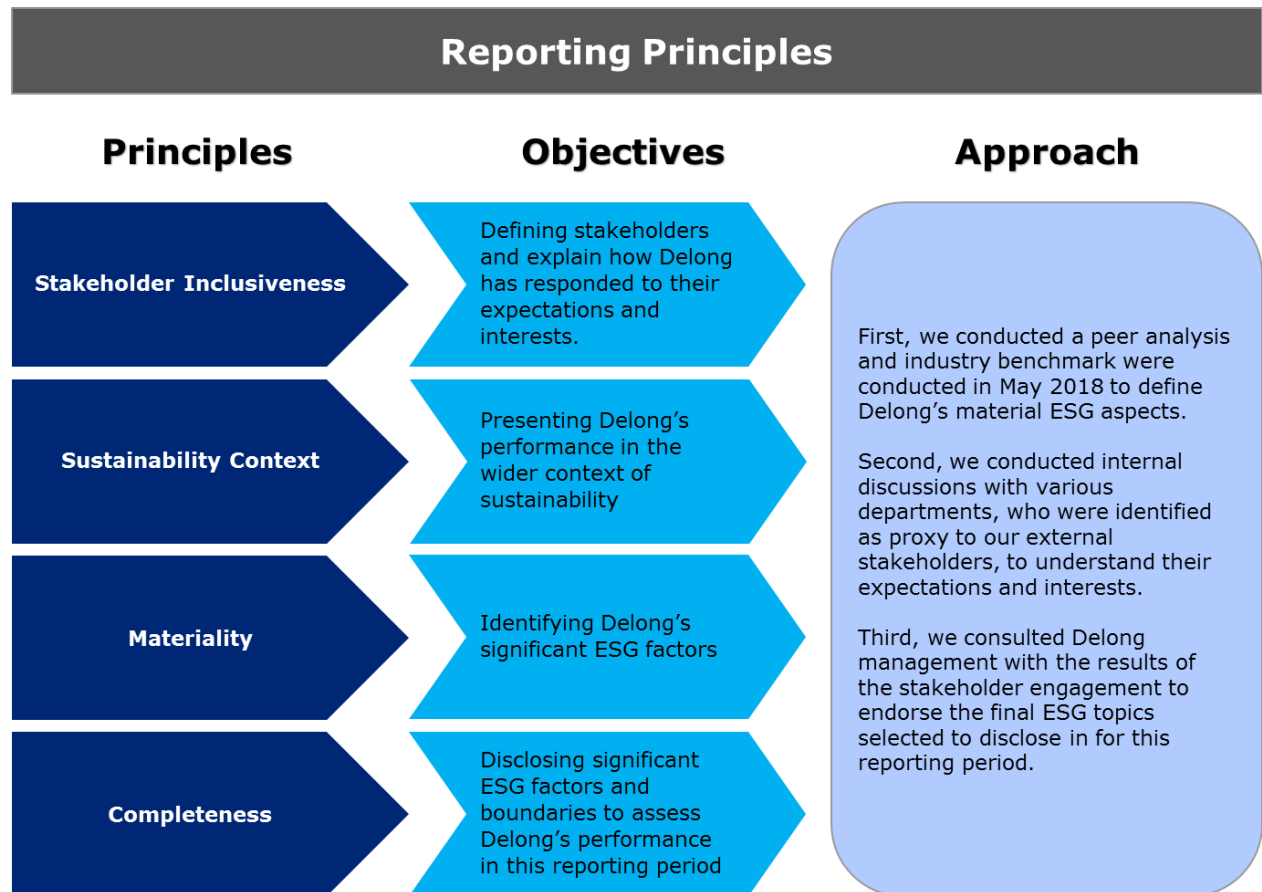 Reporting Principles
Principles
Objectives
Approach
Stakeholder Inclusiveness
Defining stakeholders
and explain how Delong
has responded to their
expectations and
interests.
Sustainability Context
Presenting Delong’s
performance in the
wider context of
sustainability
Materiality
Identifying Delong’s
significant ESG factors
Completeness
Disclosing significant
ESG factors and
boundaries to assess
Delong’s performance
in this reporting period
First, we conducted a peer analysis
and industry benchmark were
conducted in May 2018 to define
Delong’s material ESG aspects.
Second, we conducted internal
discussions with various
departments, who were identified
as proxy to our external
stakeholders, to understand their
expectations and interests.
Third, we consulted Delong
management with the results of
the stakeholder engagement to
endorse the final ESG topics
selected to disclose in for this
reporting period.